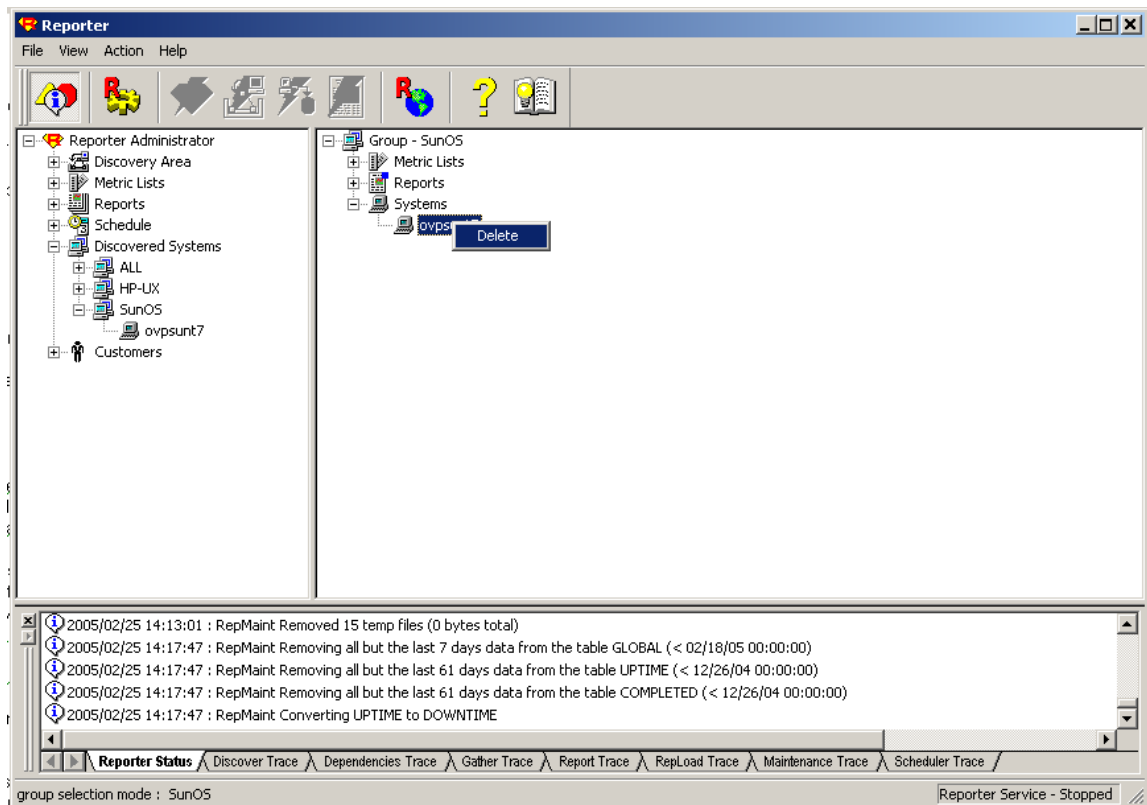 Reporter
File View Action Help
Reporter Administrator
Discovery Area
Metric Lists
Reports
Schedule
Discovered Systems
ALL
HP-UX
SunOS
ovpsunt7
Customers
Group - SunOS
Metric Lists
Reports
Systems
Delete
2005/02/25 14:13:01 : RepMaint Removed 15 temp files (0 bytes total)
2005/02/25 14:17:47 : RepMaint Removing all but the last 7 days data from the table GLOBAL (< 02/18/05 00:00:00)
2005/02/25 14:17:47 : RepMaint Removing all but the last 61 days data from the table UPTIME (< 12/26/04 00:00:00)
2005/02/25 14:17:47 : RepMaint Removing all but the last 61 days data from the table COMPLETED (< 12/26/04 00:00:00)
2005/02/25 14:17:47 : RepMaint Converting UPTIME to DOWNTIME
Reporter Status Discover Trace Dependencies Trace Gather Trace Report Trace RepLoad Trace Maintenance Trace Scheduler Trace
group selection mode : SunOS Reporter Service - Stopped